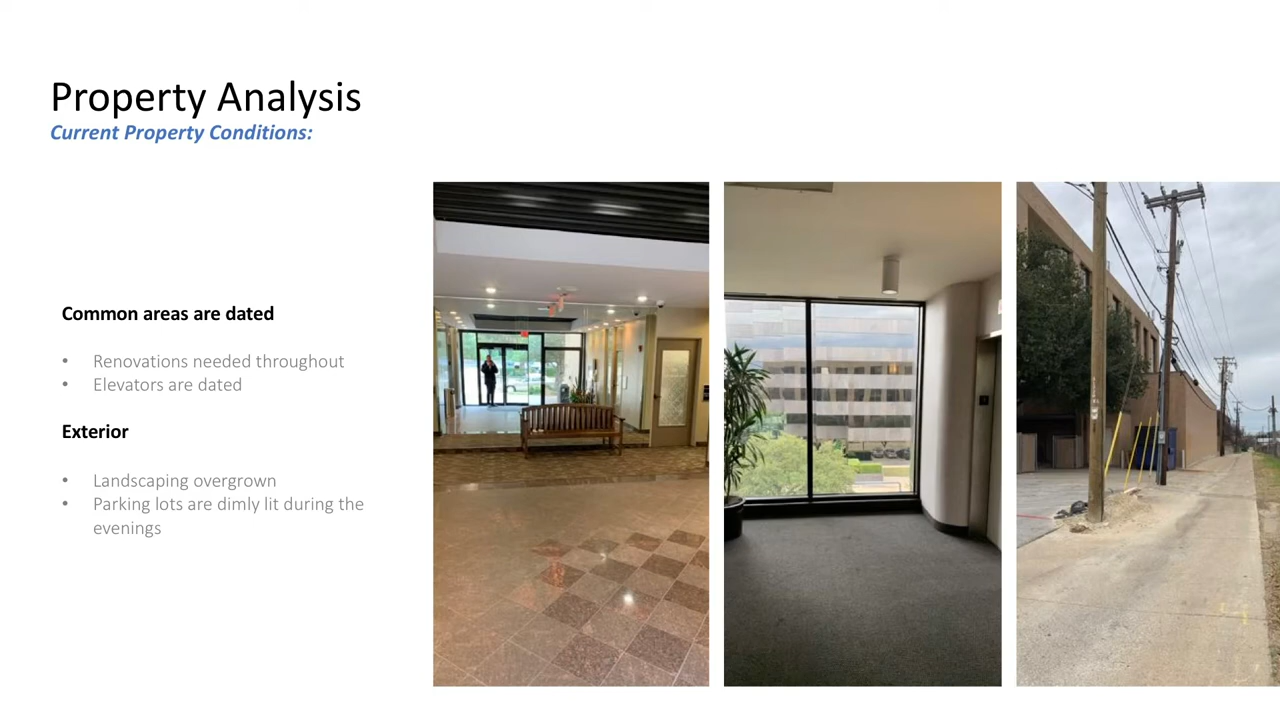 Property Analysis
Current Property Conditions:
Common areas are dated
• Renovations needed throughout
• Elevators are dated
Exterior
• Landscaping overgrown
• Parking lots are dimly lit during the
evenings